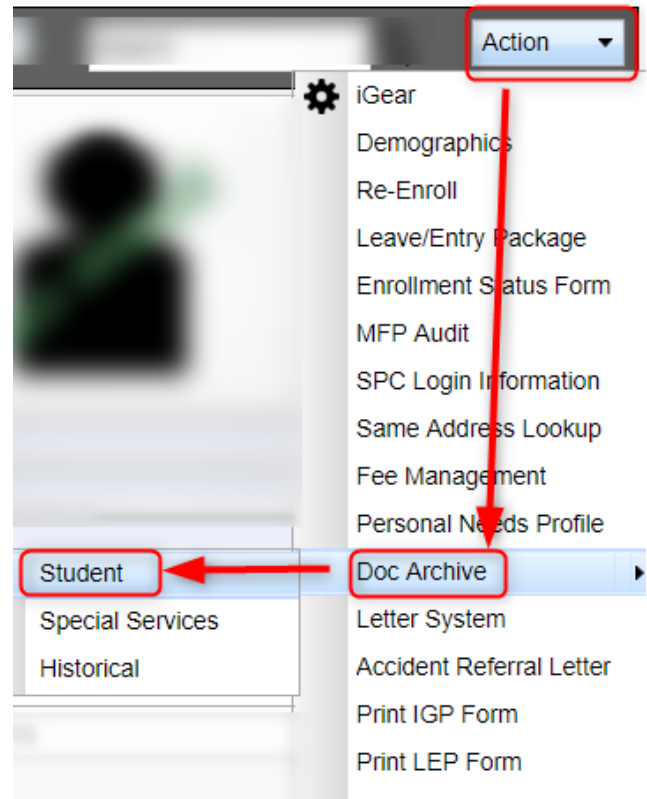 Action
iGear
Demographics
Re-Enroll
Leave/Entry Package
Enrollment Status Form
MFP Audit
SPC Login Information
Same Address Lookup
Fee Management
Personal Needs Profile
Doc Archive
Student
Special Services
Historical
Letter System
Accident Referral Letter
Print IGP Form
Print LEP Form